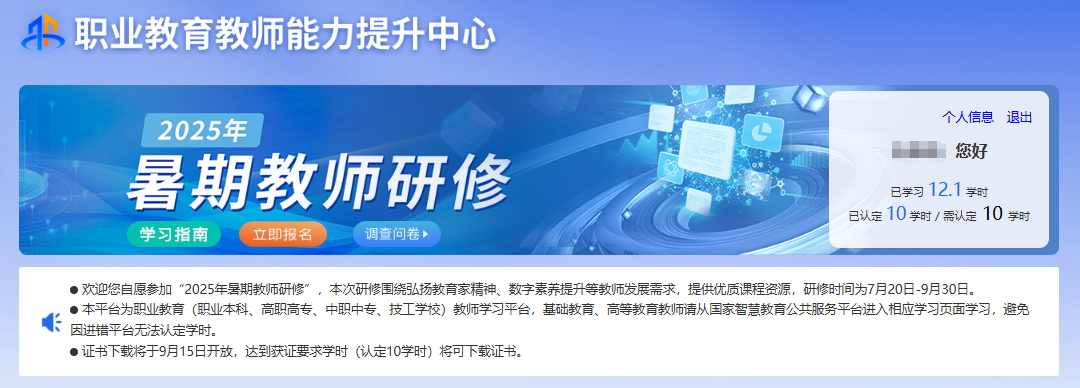 职业教育教师能力提升中心
个人信息 退出
2025年
暑期教师研修
您好
已学习 12.1 学时
已认定 10 学时 / 需认定 10 学时
学习指南 立即报名 调查问卷
● 欢迎您自愿参加“2025年暑期教师研修”，本次研修围绕弘扬教育家精神、数字素养提升等教师发展需求，提供优质课程资源，研修时间为7月20日-9月30日。
● 本平台为职业教育（职业本科、高职高专、中职中专、技工学校）教师学习平台，基础教育、高等教育教师请从国家智慧教育公共服务平台进入相应学习页面学习，避免
因进错平台无法认定学时。
● 证书下载将于9月15日开放，达到获证要求学时（认定10学时）将可下载证书。